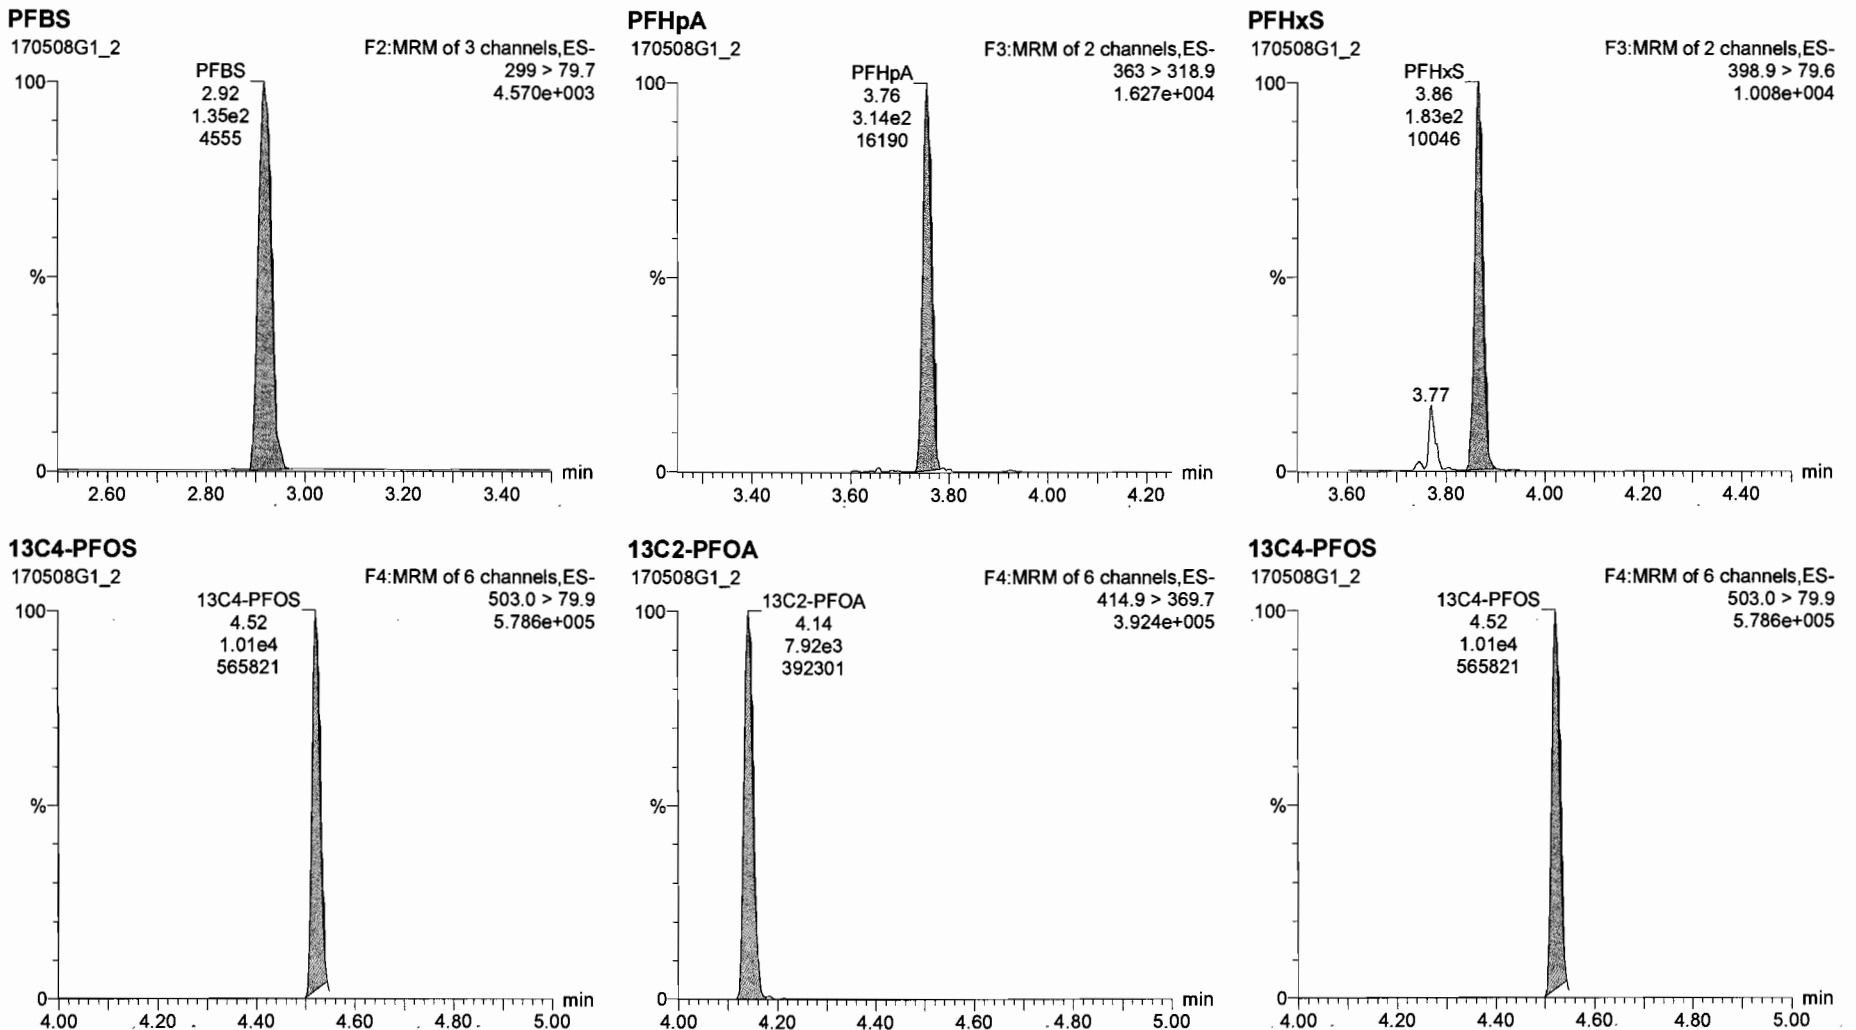 PFBS
170508G1_2
F2:MRM of 3 channels,ES-
299 > 79.7
4.570e+003
PFBS
2.92
1.35e2
4555
100
%
0
min
2.60 2.80 3.00 3.20 3.40
PFHpA
170508G1_2
F3:MRM of 2 channels,ES-
363 > 318.9
1.627e+004
PFHpA
3.76
3.14e2
16190
100
%
0
min
3.40 3.60 3.80 4.00 4.20
PFHxS
170508G1_2
F3:MRM of 2 channels,ES-
398.9 > 79.6
1.008e+004
PFHxS
3.86
1.83e2
10046
3.77
100
%
0
min
3.60 3.80 4.00 4.20 4.40
13C4-PFOS
170508G1_2
F4:MRM of 6 channels,ES-
503.0 > 79.9
5.786e+005
13C4-PFOS
4.52
1.01e4
565821
100
%
0
min
4.00 4.20 4.40 4.60 4.80 5.00
13C2-PFOA
170508G1_2
F4:MRM of 6 channels,ES-
414.9 > 369.7
3.924e+005
13C2-PFOA
4.14
7.92e3
392301
100
%
0
min
4.00 4.20 4.40 4.60 4.80 5.00
13C4-PFOS
170508G1_2
F4:MRM of 6 channels,ES-
503.0 > 79.9
5.786e+005
13C4-PFOS
4.52
1.01e4
565821
100
%
0
min
4.00 4.20 4.40 4.60 4.80 5.00